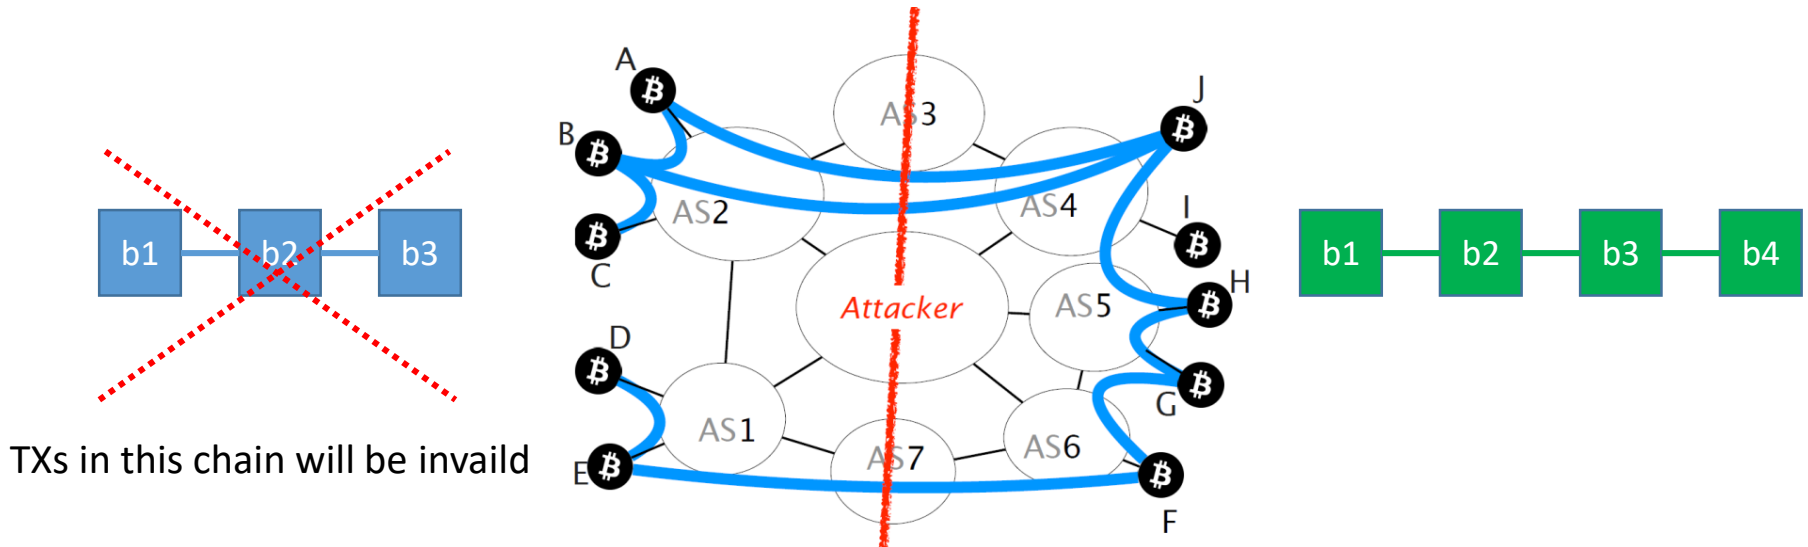 b1
b2
b3
TXs in this chain will be invaild
A
B
C
D
E
AS3
AS2
AS4
Attacker
AS5
AS1
AS7
AS6
J
I
H
G
F
b1
b2
b3
b4